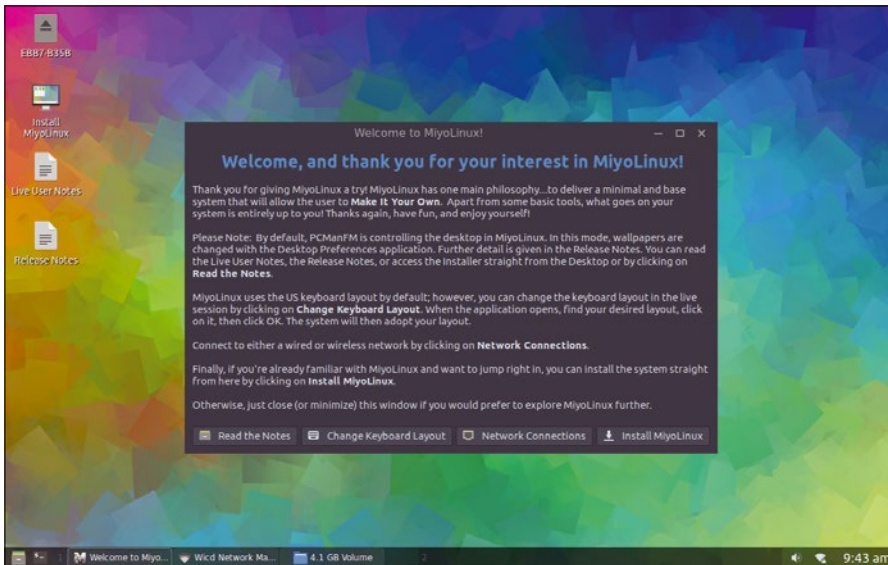 EBB7-B35B
Install
MiyoLinux
Live User Notes
Release Notes
Welcome to MiyoLinux!
Welcome, and thank you for your interest in MiyoLinux!
Thank you for giving MiyoLinux a try! MiyoLinux has one main philosophy...to deliver a minimal and base
system that will allow the user to Make It Your Own. Apart from some basic tools, what goes on your
system is entirely up to you! Thanks again, have fun, and enjoy yourself!
Please Note: By default, PCManFM is controlling the desktop in MiyoLinux. In this mode, wallpapers are
changed with the Desktop Preferences application. Further detail is given in the Release Notes. You can read
the Live User Notes, the Release Notes, or access the Installer straight from the Desktop or by clicking on
Read the Notes.
MiyoLinux uses the US keyboard layout by default; however, you can change the keyboard layout in the live
session by clicking on Change Keyboard Layout. When the application opens, find your desired layout, click
on it, then click OK. The system will then adopt your layout.
Connect to either a wired or wireless network by clicking on Network Connections.
Finally, if you're already familiar with MiyoLinux and want to jump right in, you can install the system straight
from here by clicking on Install MiyoLinux.
Otherwise, just close (or minimize) this window if you would prefer to explore MiyoLinux further.
Read the Notes Change Keyboard Layout Network Connections Install MiyoLinux
1 Welcome to Miyo... Wicd Network Ma... 4.1 GB Volume 2 9:43 am